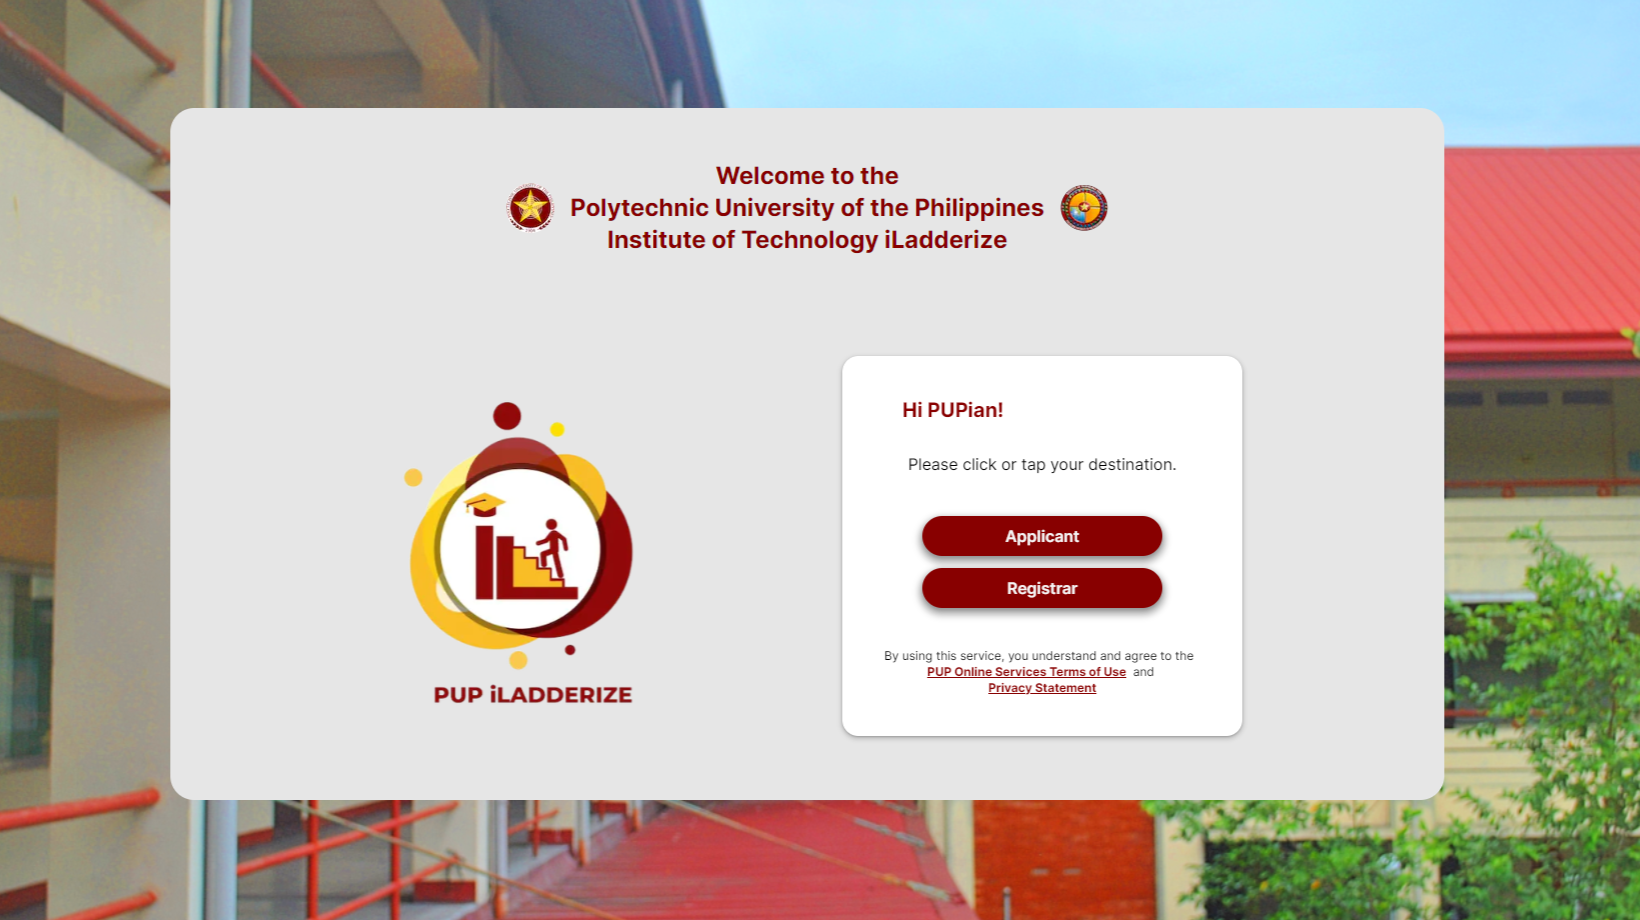 Welcome to the
Polytechnic University of the Philippines
Institute of Technology iLadderize
PUP iLADDERIZE
Hi PUPian!
Please click or tap your destination.
Applicant
Registrar
By using this service, you understand and agree to the
PUP Online Services Terms of Use and
Privacy Statement